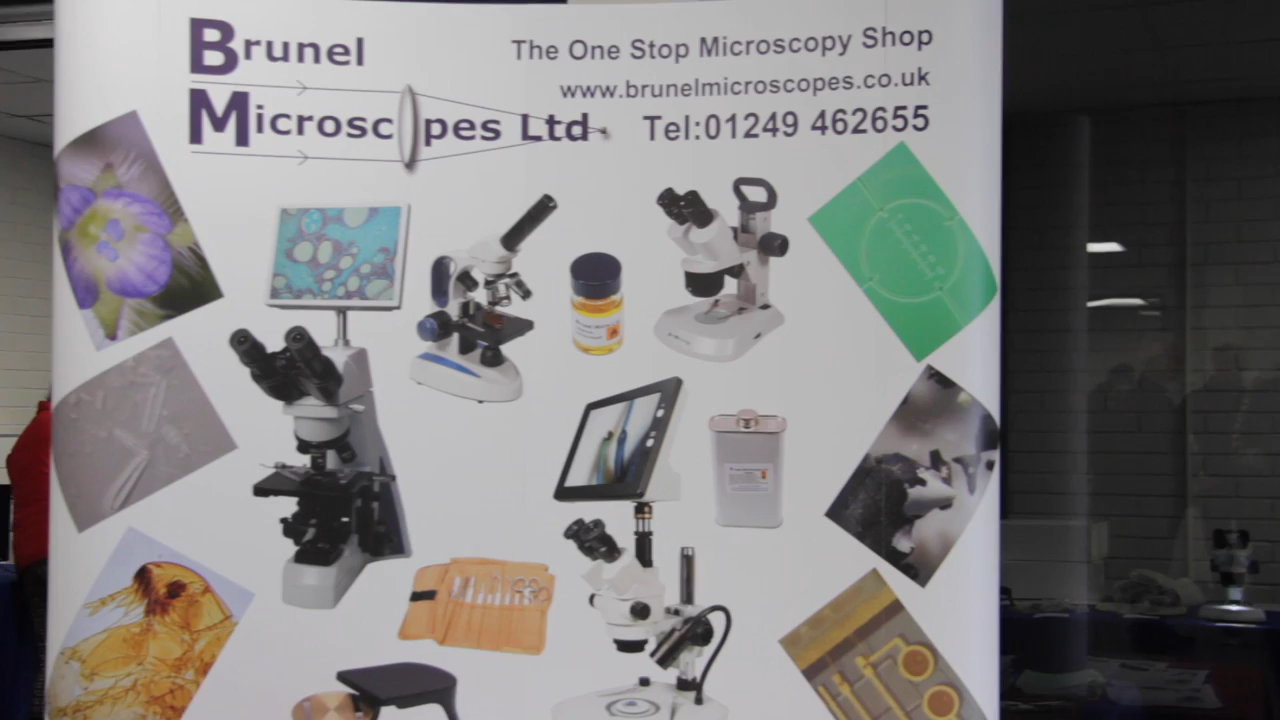 Brunel
Microscopes Ltd
The One Stop Microscopy Shop
www.brunelmicroscopes.co.uk
Tel:01249 462655